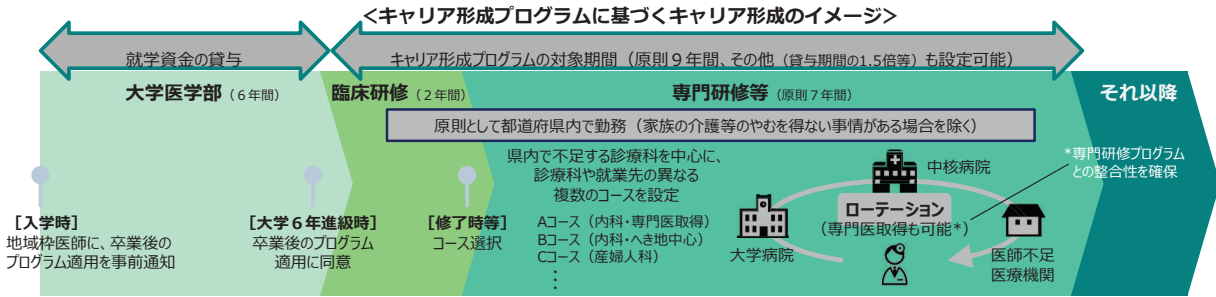 <キャリア形成プログラムに基づくキャリア形成のイメージ>
就学資金の貸与
キャリア形成プログラムの対象期間（原則９年間、その他（貸与期間の1.5倍等）も設定可能）
大学医学部（６年間）
臨床研修（２年間）
専門研修等（原則７年間）
それ以降
原則として都道府県内で勤務（家族の介護等のやむを得ない事情がある場合を除く）
［入学時］
地域枠医師に、卒業後の
プログラム適用を事前通知
［大学６年進級時］
卒業後のプログラム
適用に同意
［修了時等］
コース選択
県内で不足する診療科を中心に、
診療科や就業先の異なる
複数のコースを設定
Aコース（内科・専門医取得）
Bコース（内科・へき地中心）
Cコース（産婦人科）
：
大学病院
中核病院
ローテーション
（専門医取得も可能*）
医師不足
医療機関
*専門研修プログラム
との整合性を確保